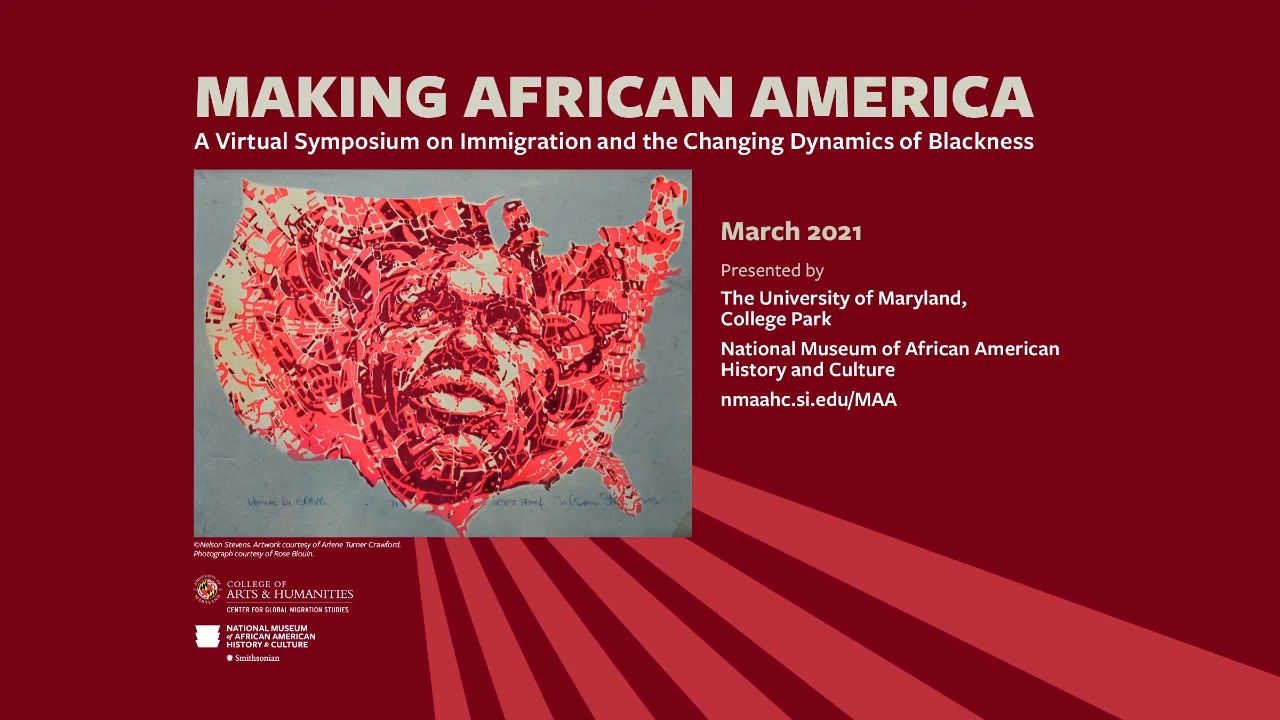 MAKING AFRICAN AMERICA
A Virtual Symposium on Immigration and the Changing Dynamics of Blackness
March 2021
Presented by
The University of Maryland,
College Park
National Museum of African American
History and Culture
nmaahc.si.edu/MAA
©Nelson Stevens. Artwork courtesy of Arlene Turner Crawford.
Photograph courtesy of Rose Blouin.
COLLEGE OF
ARTS & HUMANITIES
CENTER FOR GLOBAL MIGRATION STUDIES
NATIONAL MUSEUM
of AFRICAN AMERICAN
HISTORY & CULTURE
Smithsonian